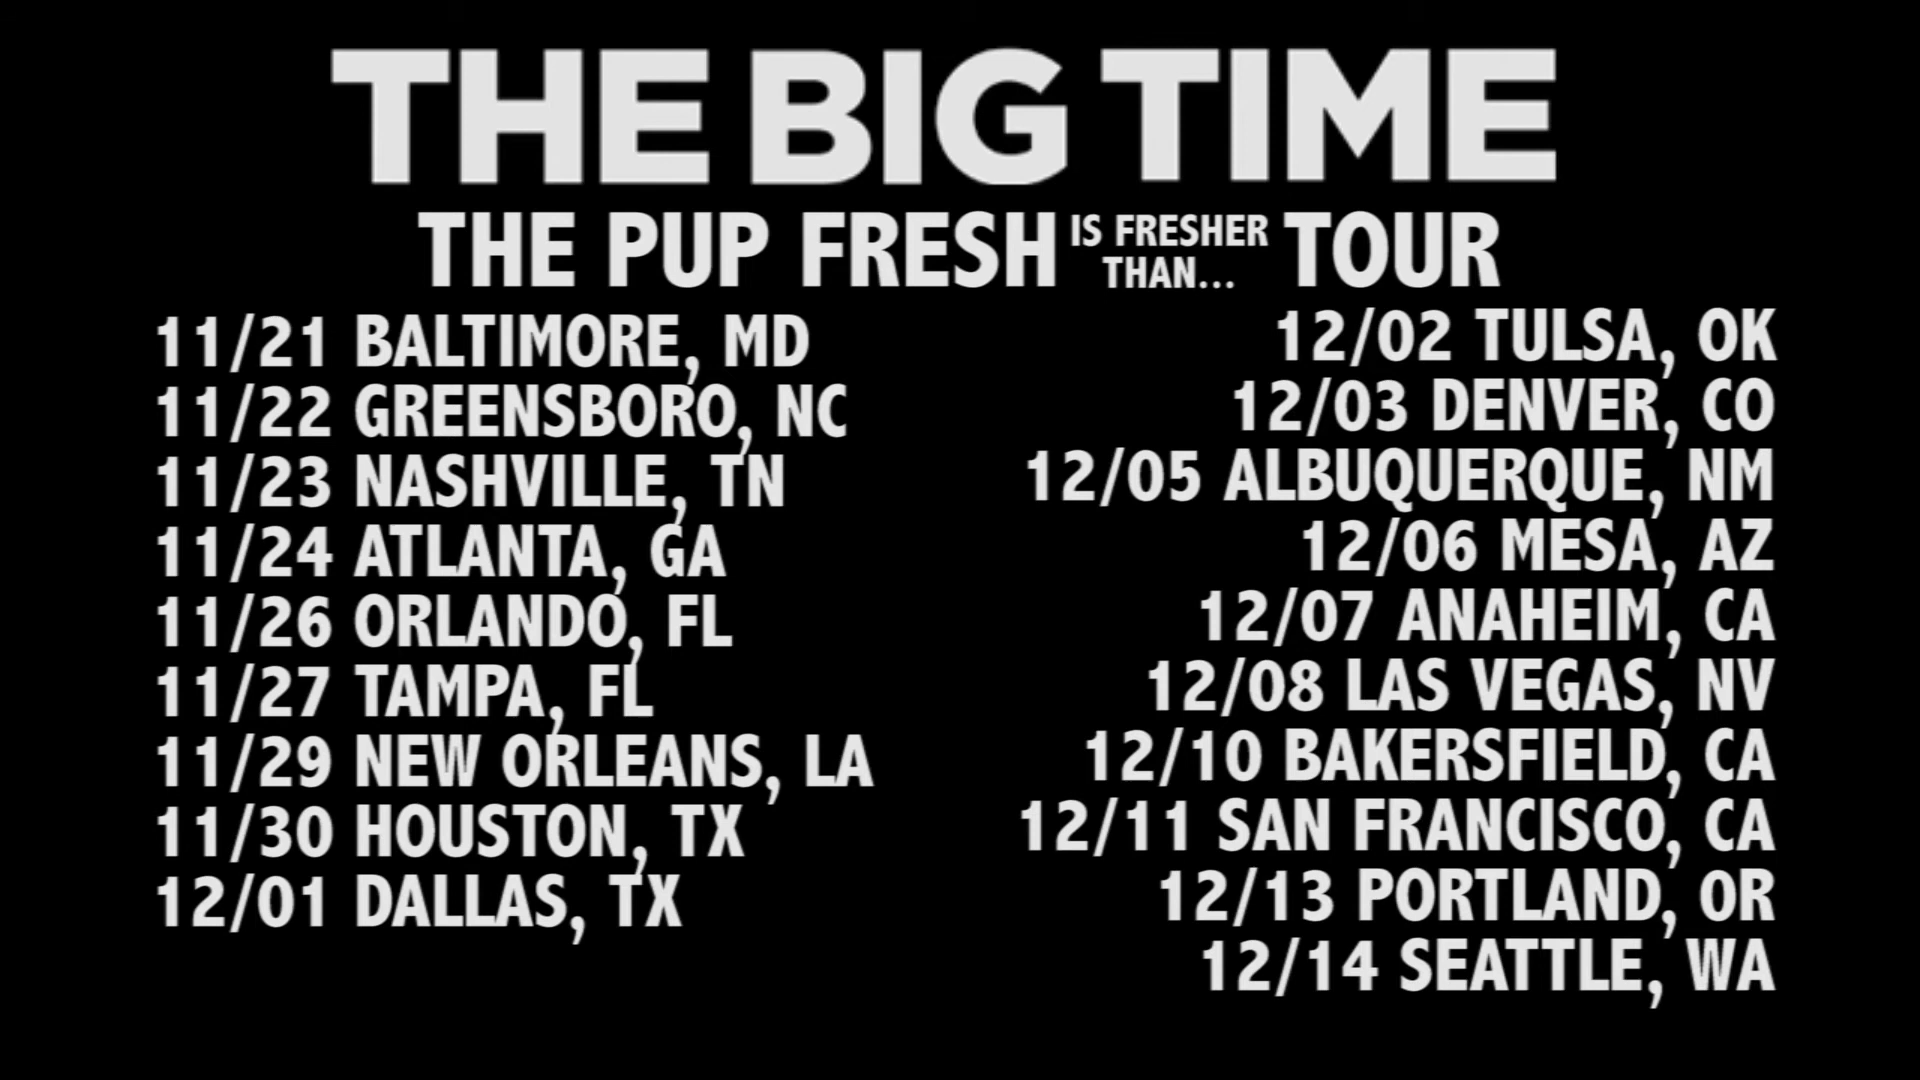 THE BIG TIME
THE PUP FRESH IS FRESHER THAN... TOUR
11/21 BALTIMORE, MD
11/22 GREENSBORO, NC
11/23 NASHVILLE, TN
11/24 ATLANTA, GA
11/26 ORLANDO, FL
11/27 TAMPA, FL
11/29 NEW ORLEANS, LA
11/30 HOUSTON, TX
12/01 DALLAS, TX
12/02 TULSA, OK
12/03 DENVER, CO
12/05 ALBUQUERQUE, NM
12/06 MESA, AZ
12/07 ANAHEIM, CA
12/08 LAS VEGAS, NV
12/10 BAKERSFIELD, CA
12/11 SAN FRANCISCO, CA
12/13 PORTLAND, OR
12/14 SEATTLE, WA